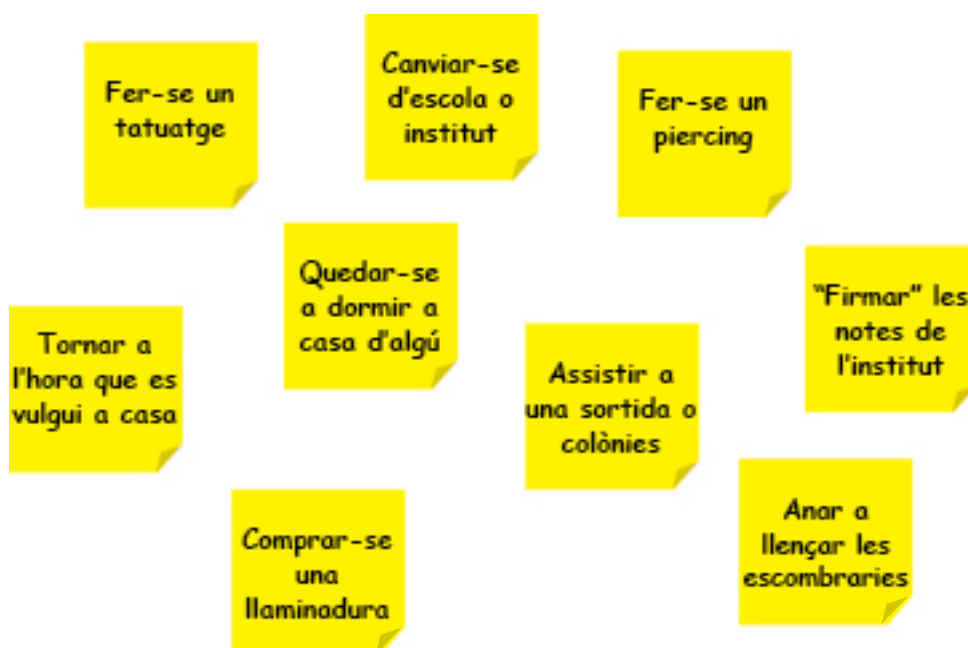 Fer-se un
tatuatge
Canviar-se
d'escola o
institut
Fer-se un
piercing
Quedar-se
a dormir a
casa d'algú
"Firmar" les
notes de
l'institut
Tornar a
l'hora que es
vulgui a casa
Assistir a
una sortida o
colònies
Comprar-se
una
llaminadura
Anar a
llençar les
escombraries